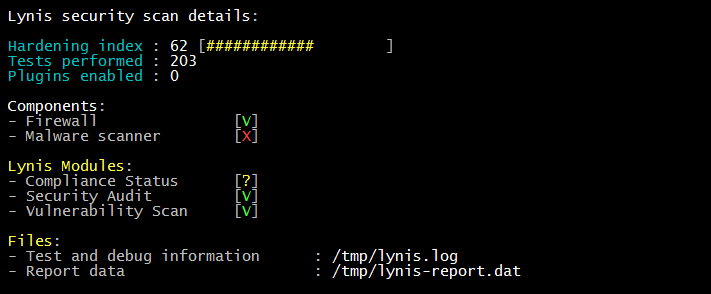 Lynis security scan details:
Hardening index : 62 [############        ]
Tests performed : 203
Plugins enabled : 0
Components:
- Firewall               [V]
- Malware scanner        [X]
Lynis Modules:
- Compliance Status      [?]
- Security Audit         [V]
- Vulnerability Scan     [V]
Files:
- Test and debug information      : /tmp/lynis.log
- Report data                     : /tmp/lynis-report.dat